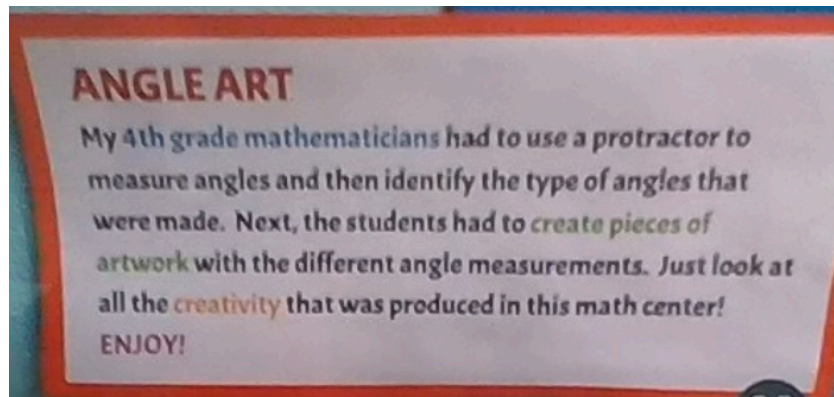 ANGLE ART
My 4th grade mathematicians had to use a protractor to
measure angles and then identify the type of angles that
were made. Next, the students had to create pieces of
artwork with the different angle measurements. Just look at
all the creativity that was produced in this math center!
ENJOY!